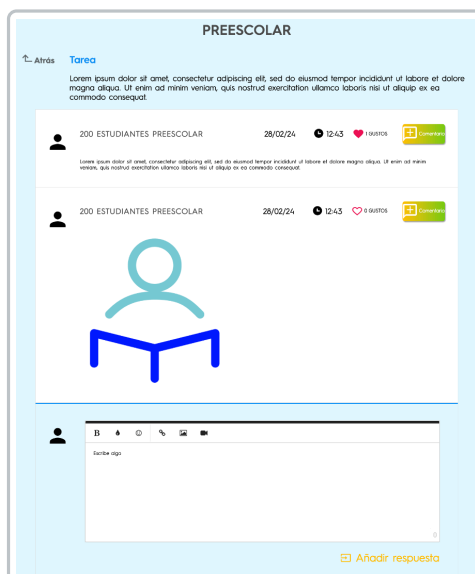 PREESCOLAR
Atrás
Tarea
Lorem ipsum dolor sit amet, consectetur adipiscing elit, sed do eiusmod tempor incididunt ut labore et dolore
magna aliqua. Ut enim ad minim veniam, quis nostrud exercitation ullamco laboris nisi ut aliquip ex ea
commodo consequat.
200 ESTUDIANTES PREESCOLAR 28/02/24 12:43 1 GUSTOS Comentario
Lorem ipsum dolor sit amet, consectetur adipiscing elit, sed do eiusmod tempor incididunt ut labore et dolore magna aliqua. Ut enim ad minim
veniam, quis nostrud exercitation ullamco laboris nisi ut aliquip ex ea commodo consequat.
200 ESTUDIANTES PREESCOLAR 28/02/24 12:43 0 GUSTOS Comentario
B
Escribe algo
0
Añadir respuesta